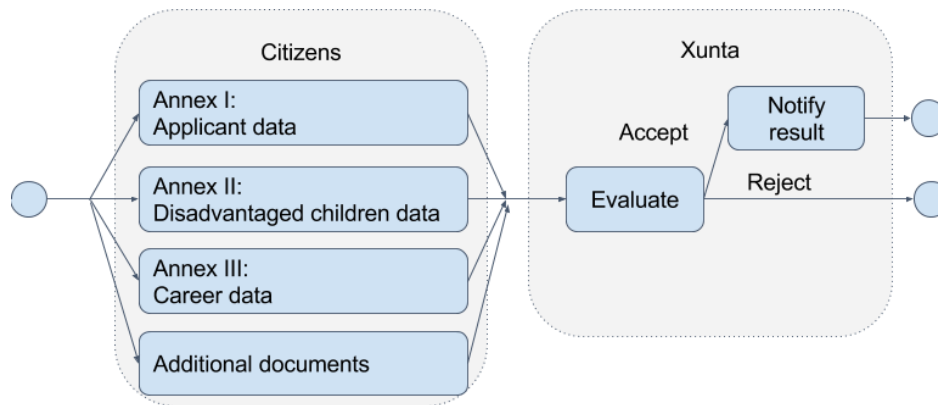 Citizens
Annex I:
Applicant data
Annex II:
Disadvantaged children data
Annex III:
Career data
Additional documents
Xunta
Notify
result
Accept
Evaluate
Reject